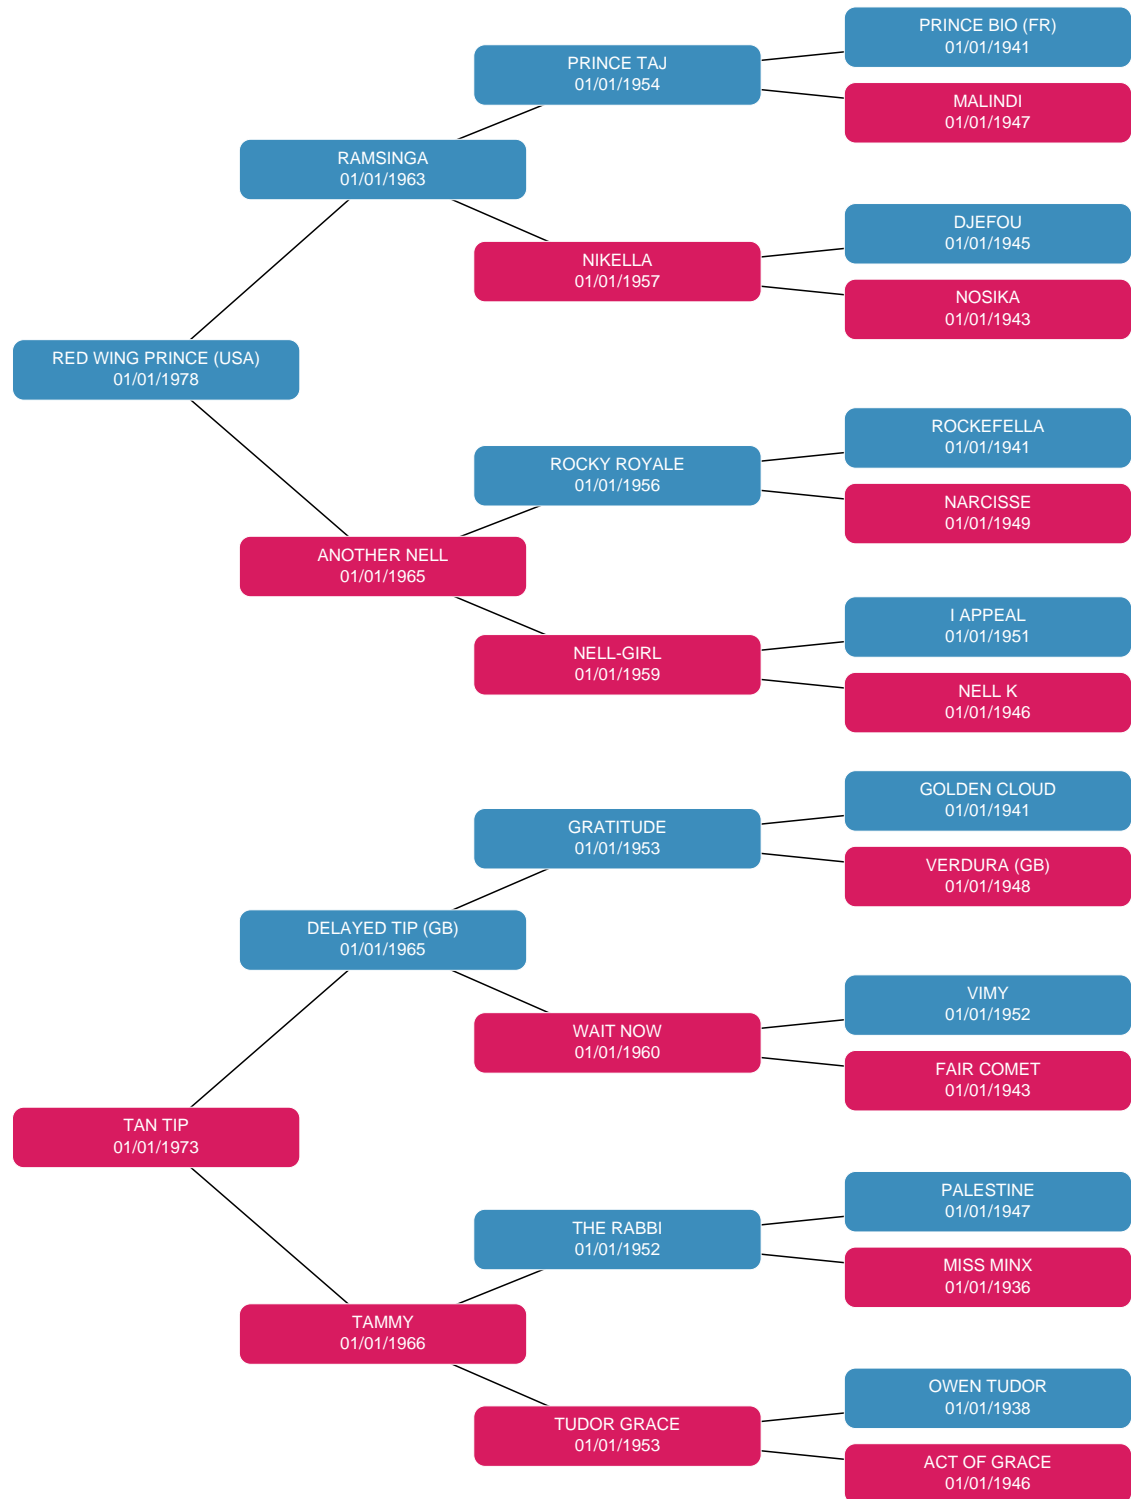 PRINCE BIO (FR)
01/01/1941
PRINCE TAJ
01/01/1954
MALINDI
01/01/1947
RAMSINGA
01/01/1963
DJEFOU
01/01/1945
NIKELLA
01/01/1957
NOSIKA
01/01/1943
RED WING PRINCE (USA)
01/01/1978
ROCKEFELLA
01/01/1941
ROCKY ROYALE
01/01/1956
NARCISSE
01/01/1949
ANOTHER NELL
01/01/1965
I APPEAL
01/01/1951
NELL-GIRL
01/01/1959
NELL K
01/01/1946
GOLDEN CLOUD
01/01/1941
GRATITUDE
01/01/1953
VERDURA (GB)
01/01/1948
DELAYED TIP (GB)
01/01/1965
VIMY
01/01/1952
WAIT NOW
01/01/1960
FAIR COMET
01/01/1943
TAN TIP
01/01/1973
PALESTINE
01/01/1947
THE RABBI
01/01/1952
MISS MINX
01/01/1936
TAMMY
01/01/1966
OWEN TUDOR
01/01/1938
TUDOR GRACE
01/01/1953
ACT OF GRACE
01/01/1946